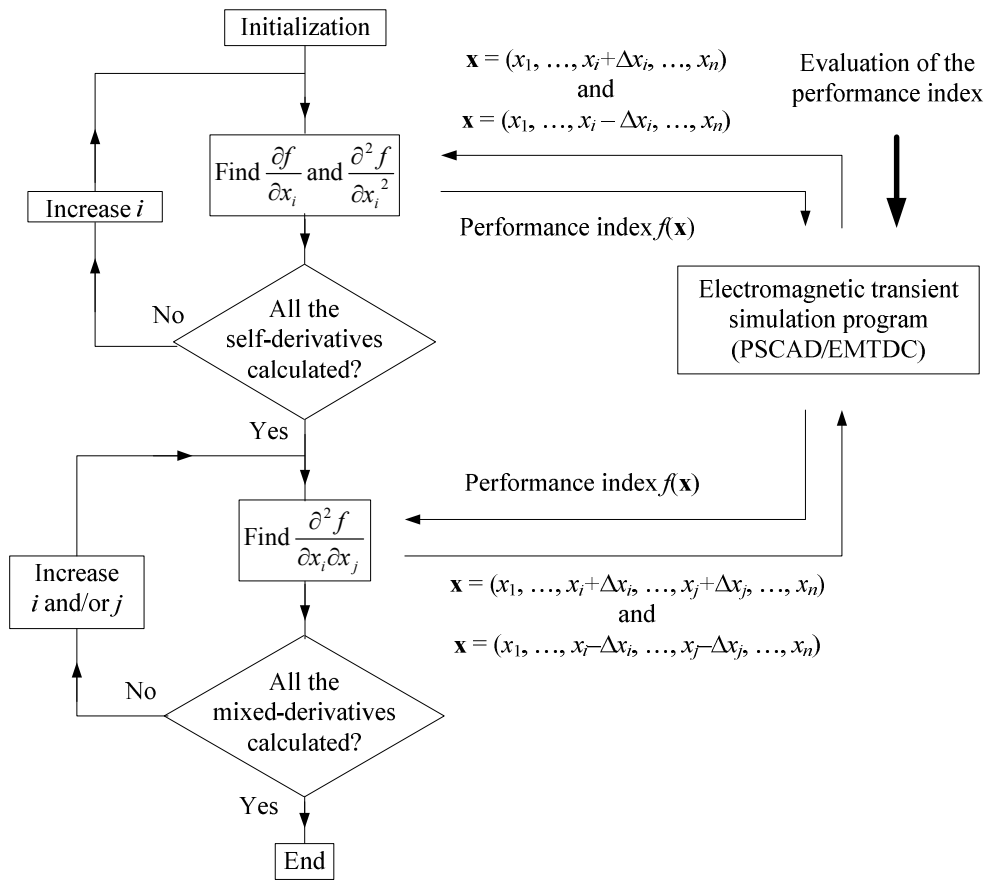 Initialization
x = (x₁, …, xᵢ+Δxᵢ, …, xₙ)
and
x = (x₁, …, xᵢ – Δxᵢ, …, xₙ)
Evaluation of the
performance index
Find ∂f/∂xᵢ and ∂²f/∂xᵢ²
Increase i
Performance index f(x)
Electromagnetic transient
simulation program
(PSCAD/EMTDC)
No
All the
self-derivatives
calculated?
Yes
Performance index f(x)
Find ∂²f/∂xᵢ∂xⱼ
Increase
i and/or j
x = (x₁, …, xᵢ+Δxᵢ, …, xⱼ+Δxⱼ, …, xₙ)
and
x = (x₁, …, xᵢ–Δxᵢ, …, xⱼ–Δxⱼ, …, xₙ)
No
All the
mixed-derivatives
calculated?
Yes
End